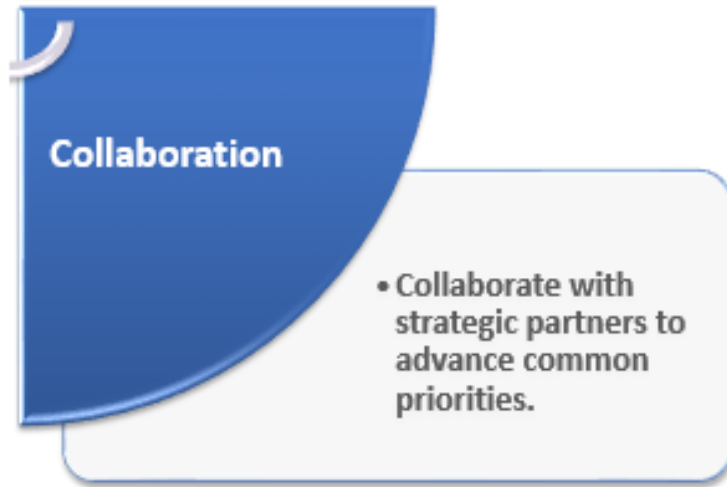 Collaboration
• Collaborate with
strategic partners to
advance common
priorities.